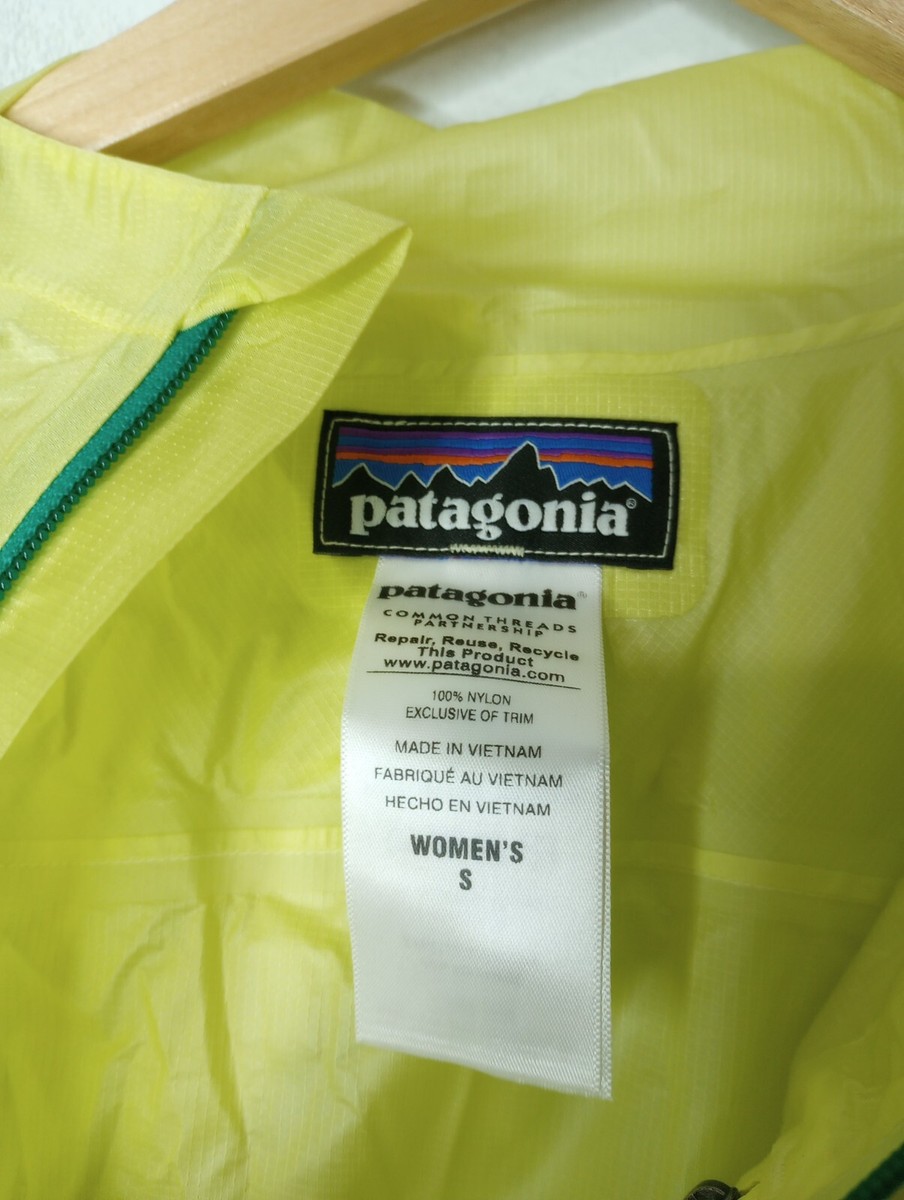 patagonia®
patagonia®
COMMON THREADS
PARTNERSHIP
Repair, Reuse, Recycle
This Product
www.patagonia.com
100% NYLON
EXCLUSIVE OF TRIM
MADE IN VIETNAM
FABRIQUÉ AU VIETNAM
HECHO EN VIETNAM
WOMEN'S
S